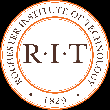 ROCHESTER INSTITUTE OF TECHNOLOGY
R·I·T
· 1829 ·